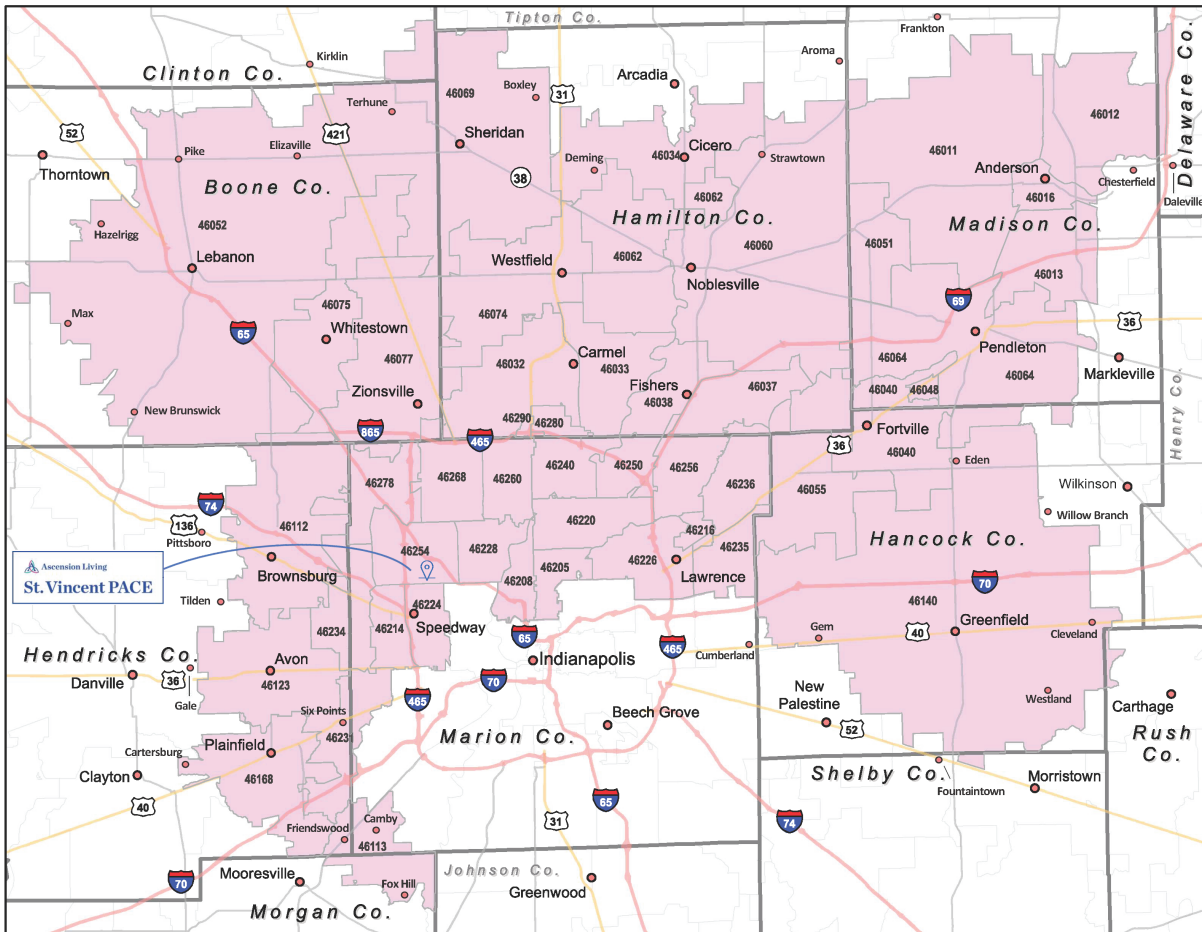 Tipton Co.
Frankton
Kirklin
Aroma
Clinton Co.
Arcadia
Delaware Co.
Boxley
31
46069
Terhune
46012
52
421
Sheridan
Pike
Elizaville
Cicero
46034
Strawtown
46011
Thorntown
Deming
Anderson
Chesterfield
38
Boone Co.
46062
46016
Daleville
Hamilton Co.
Madison Co.
46052
Hazelrigg
46060
46051
Lebanon
Westfield
46062
Noblesville
46013
69
46075
Max
65
Whitestown
46074
36
Pendleton
46077
Carmel
46032
46033
46064
Markleville
Zionsville
Fishers
46038
46037
46040
46048
46064
New Brunswick
46290
46280
Henry Co.
865
465
Fortville
36
46040
Eden
46240
46250
46256
46278
46268
46260
46236
46055
Wilkinson
74
136
Pittsboro
46112
46220
46216
Willow Branch
Hancock Co.
Ascension Living
St. Vincent PACE
46254
46228
46235
Brownsburg
46205
46226
Lawrence
46208
70
Tilden
46224
46140
46214
Speedway
46234
65
Gem
40
Greenfield
Cleveland
Hendricks Co.
Avon
Indianapolis
465
Cumberland
Danville
36
46123
70
Gale
465
New
Palestine
Westland
Carthage
Six Points
Beech Grove
52
46231
Marion Co.
Rush
Co.
Cartersburg
Plainfield
Clayton
46168
Shelby Co.
Morristown
Fountaintown
40
65
31
74
Camby
Friendswood
46113
Mooresville
Johnson Co.
70
Fox Hill
Greenwood
Morgan Co.